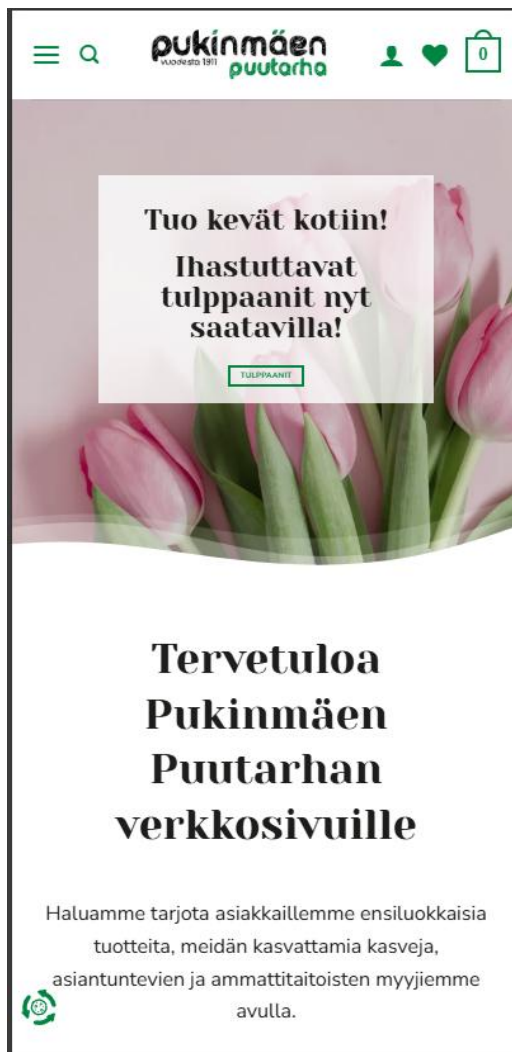 pukinmäen
vuodesta 1911
puutarha
0
Tuo kevät kotiin!
Ihastuttavat
tulppaanit nyt
saatavilla!
TULPPAANIT
Tervetuloa
Pukinmäen
Puutarhan
verkkosivuille
Haluamme tarjota asiakkaillemme ensiluokkaisia
tuotteita, meidän kasvattamia kasveja,
asiantuntevien ja ammattitaitoisten myyjiemme
avulla.